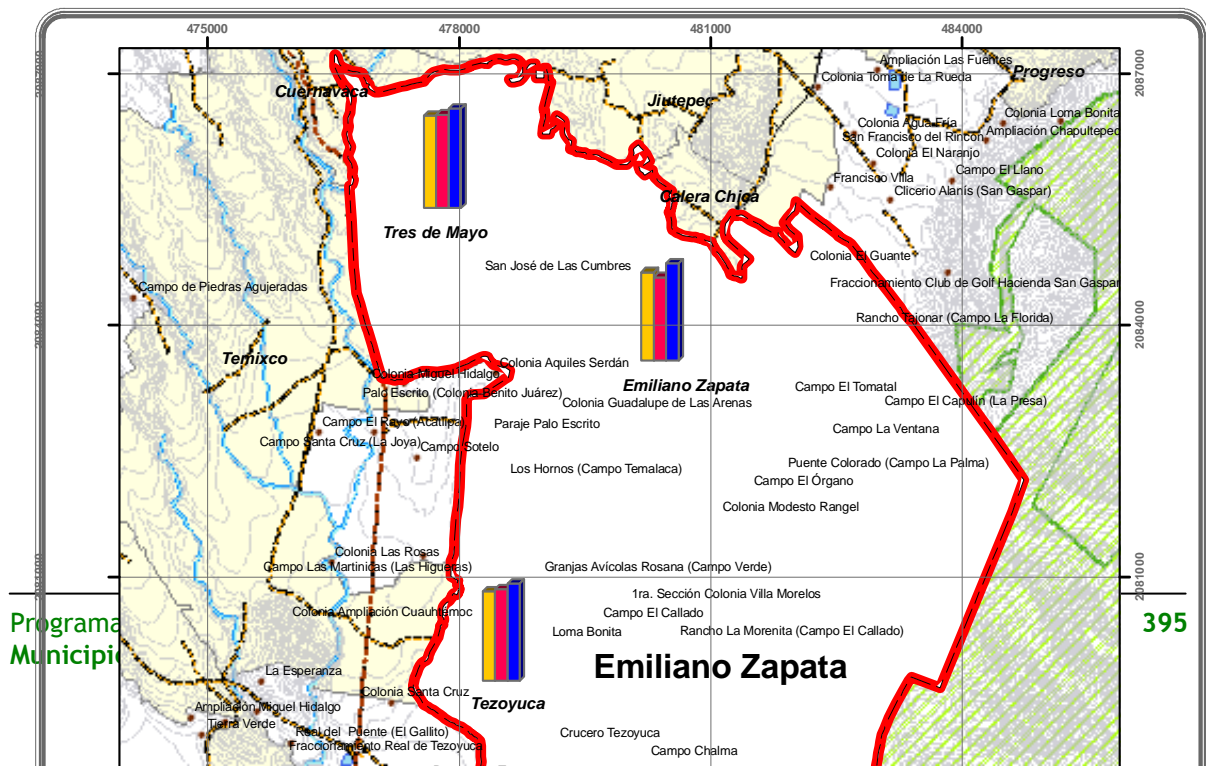 475000
478000
481000
484000
Ampliación Las Fuentes
Colonia Toma de La Rueda
Progreso
2087000
Cuernavaca
Jiutepec
Colonia Loma Bonita
Colonia Agua Fría
Ampliación Chapultepec
San Francisco del Rincón
Colonia El Naranjo
Campo El Llano
Francisco Villa
Clicerio Alanís (San Gaspar)
Calera Chica
Tres de Mayo
Colonia El Guante
San José de Las Cumbres
Fraccionamiento Club de Golf Hacienda San Gaspar
Campo de Piedras Agujeradas
Rancho Tajonar (Campo La Florida)
2084000
Temixco
Colonia Aquiles Serdán
Colonia Miguel Hidalgo
Emiliano Zapata
Campo El Tomatal
Palo Escrito (Colonia Benito Juárez)
Colonia Guadalupe de Las Arenas
Campo El Capulín (La Presa)
Campo El Rayo (Acatlipa)
Paraje Palo Escrito
Campo La Ventana
Campo Santa Cruz (La Joya)
Campo Sotelo
Los Hornos (Campo Temalaca)
Puente Colorado (Campo La Palma)
Campo El Órgano
Colonia Modesto Rangel
Colonia Las Rosas
Campo Las Martinicas (Las Higueras)
Granjas Avícolas Rosana (Campo Verde)
2081000
1ra. Sección Colonia Villa Morelos
Colonia Ampliación Cuauhtémoc
Campo El Callado
Programa
395
Loma Bonita
Rancho La Morenita (Campo El Callado)
Municipi
Emiliano Zapata
La Esperanza
Colonia Santa Cruz
Tezoyuca
Ampliación Miguel Hidalgo
Tierra Verde
Real del Puente (El Gallito)
Crucero Tezoyuca
Fraccionamiento Real de Tezoyuca
Campo Chalma